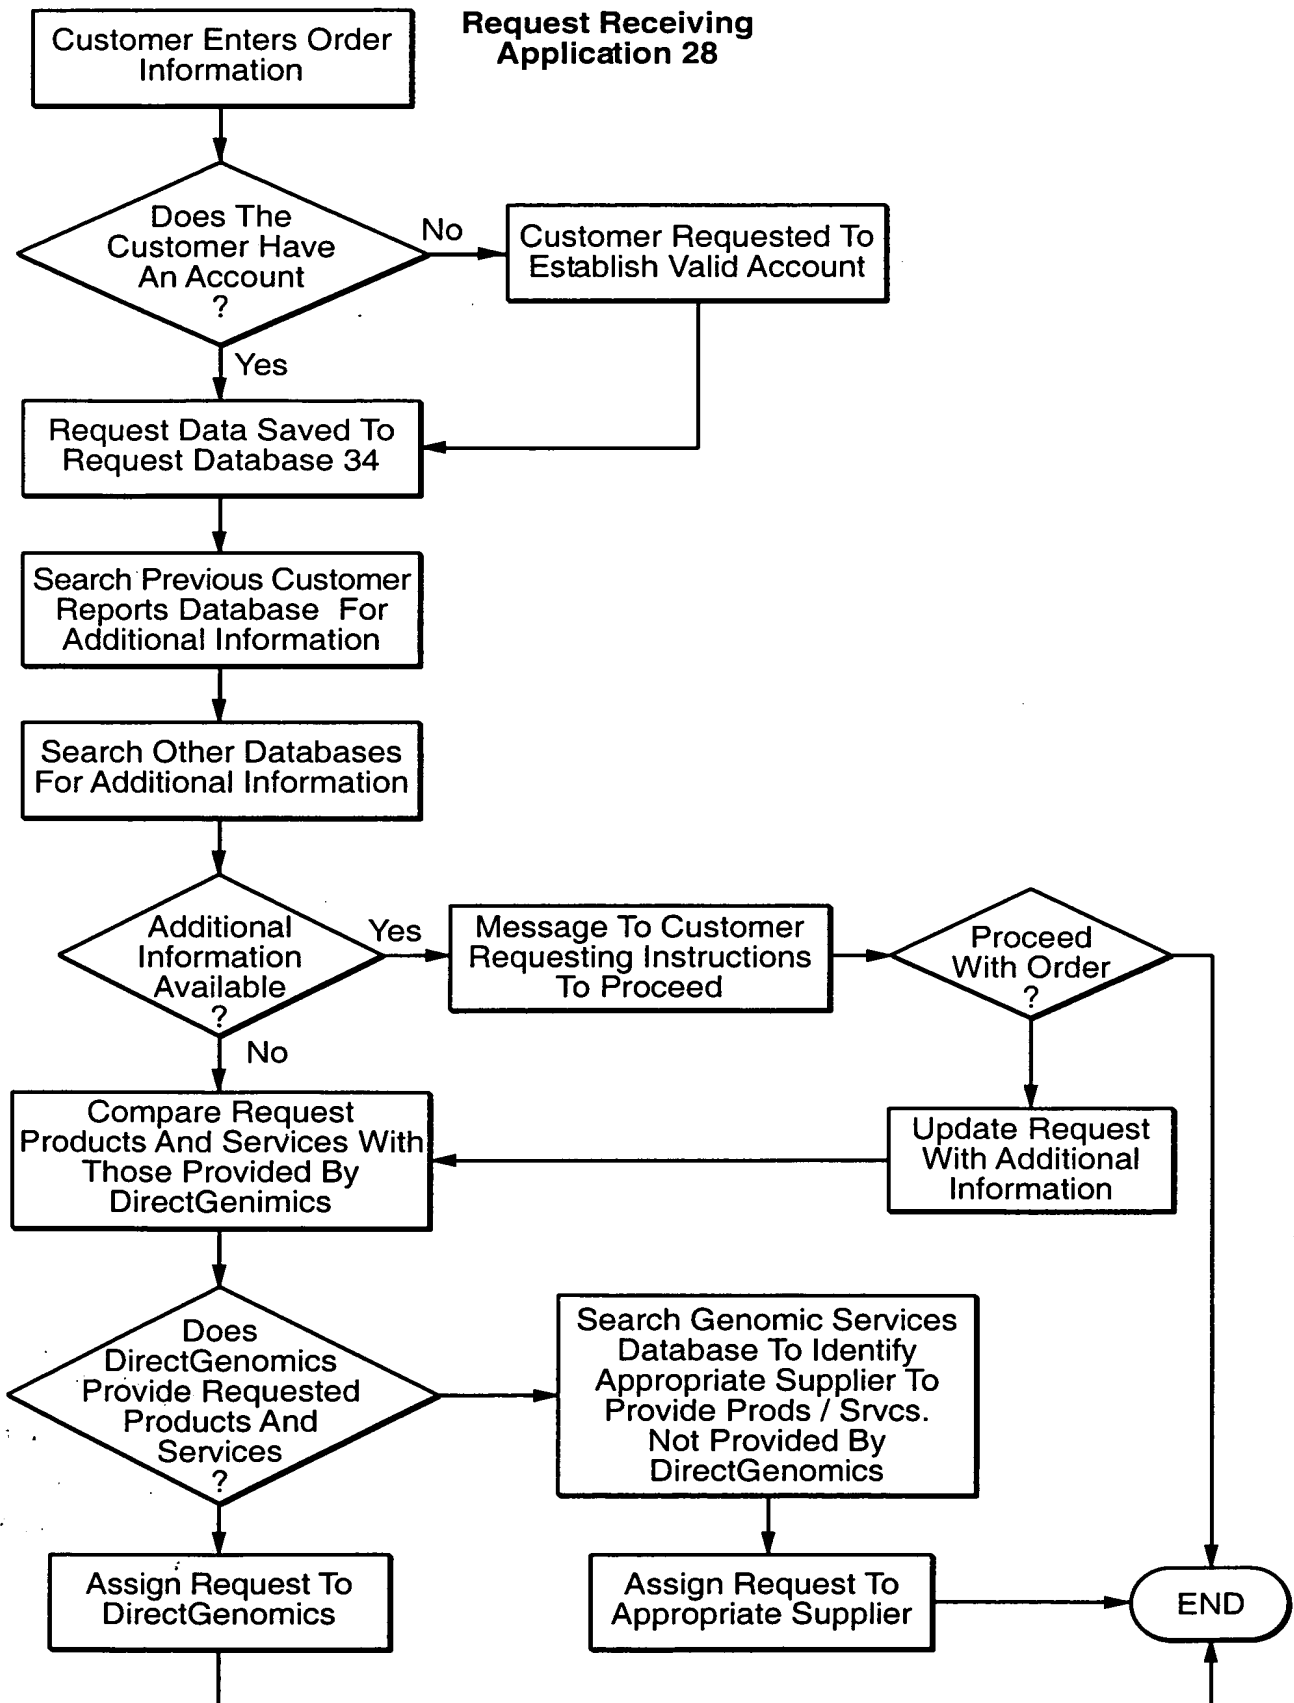 Request Receiving
Application 28
Customer Enters Order
Information
Does The
Customer Have
An Account
?
No
Customer Requested To
Establish Valid Account
Yes
Request Data Saved To
Request Database 34
Search Previous Customer
Reports Database For
Additional Information
Search Other Databases
For Additional Information
Additional
Information
Available
?
Yes
Message To Customer
Requesting Instructions
To Proceed
Proceed
With Order
?
No
Compare Request
Products And Services With
Those Provided By
DirectGenimics
Update Request
With Additional
Information
Does
DirectGenomics
Provide Requested
Products And
Services
?
Search Genomic Services
Database To Identify
Appropriate Supplier To
Provide Prods / Srvcs.
Not Provided By
DirectGenomics
Assign Request To
DirectGenomics
Assign Request To
Appropriate Supplier
END